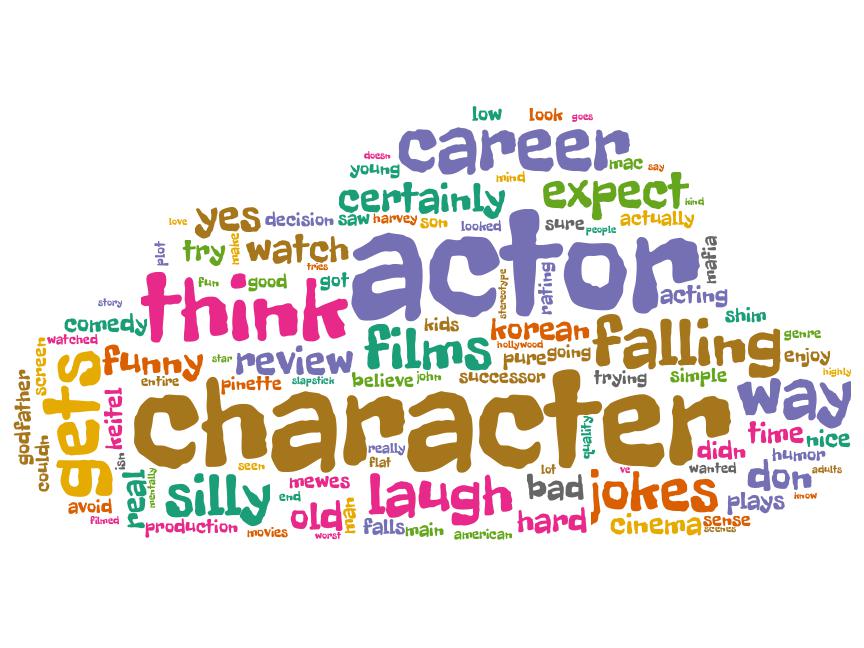 low look goes
career
doesn
young
mac say
mind
certainly
expect
kind
love
yes
decision
saw
harvey
son
looked
sure
people
actually
plot
try
make
watch
tries
actor
mafia
fun
good
got
think
stereotype
rating
acting
story
comedy
watched
shim
genre
kids
korean
hollywood
films
falling
enjoy
screen
gets
funny
star
review
pure
going
highly
entire
pinette
slapstick
believe
john
successor
trying
simple
godfather
couldn
keitel
isn
character
way
time
nice
really
flat
quality
didn
humor
seen
lot
ve
wanted
adults
real
mentally
silly
end
mewes
laugh
bad
jokes
don
know
avoid
filmed
production
movies
old
worst
man
falls
main
american
hard
cinema
sense
scenes
plays